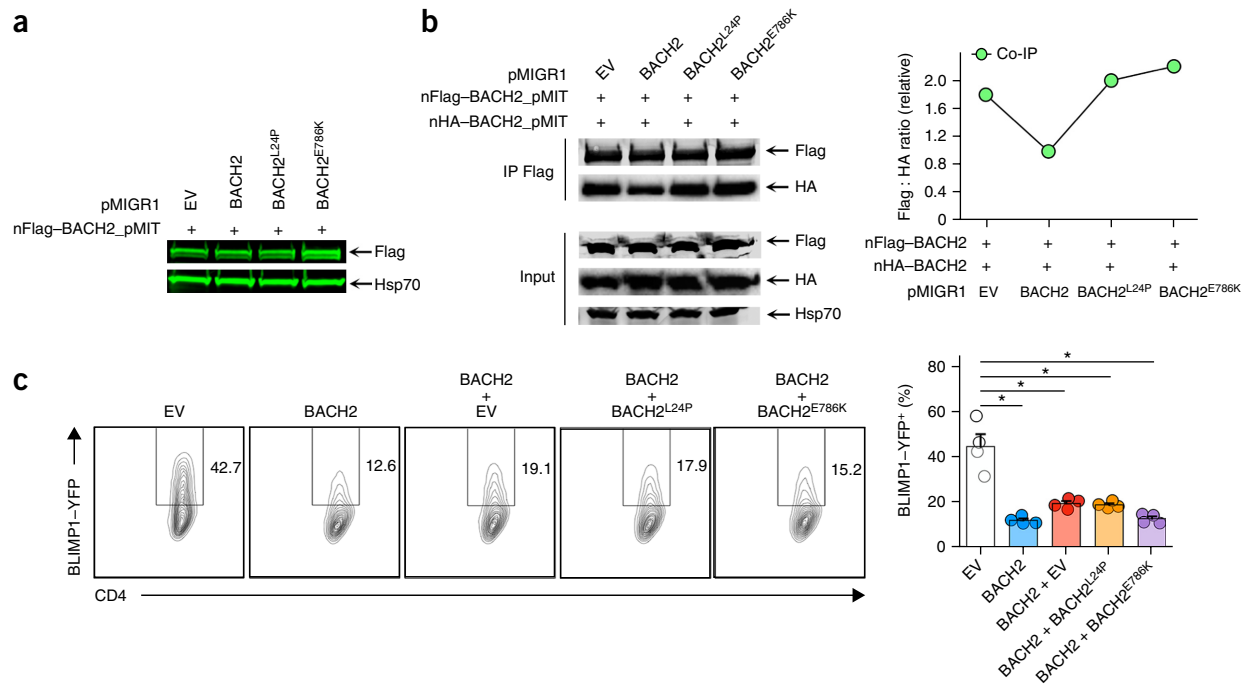 a
pMIGR1
EV
BACH2
BACH2L24P
BACH2E786K
nFlag–BACH2_pMIT
+ + + +
Flag
Hsp70
b
pMIGR1
EV
BACH2
BACH2L24P
BACH2E786K
nFlag–BACH2_pMIT
+ + + +
nHA–BACH2_pMIT
+ + + +
IP Flag
Flag
HA
Input
Flag
HA
Hsp70
Co-IP
Flag : HA ratio (relative)
2.0
1.6
1.2
0.8
0.4
0
nFlag–BACH2 + + + +
nHA–BACH2 + + + +
pMIGR1 EV BACH2 BACH2L24P BACH2E786K
c
EV
BACH2
BACH2
+
EV
BACH2
+
BACH2L24P
BACH2
+
BACH2E786K
BLIMP1–YFP
42.7
12.6
19.1
17.9
15.2
CD4
BLIMP1–YFP+ (%)
80
60
40
20
0
*
*
*
*
EV
BACH2
BACH2 + EV
BACH2 + BACH2L24P
BACH2 + BACH2E786K